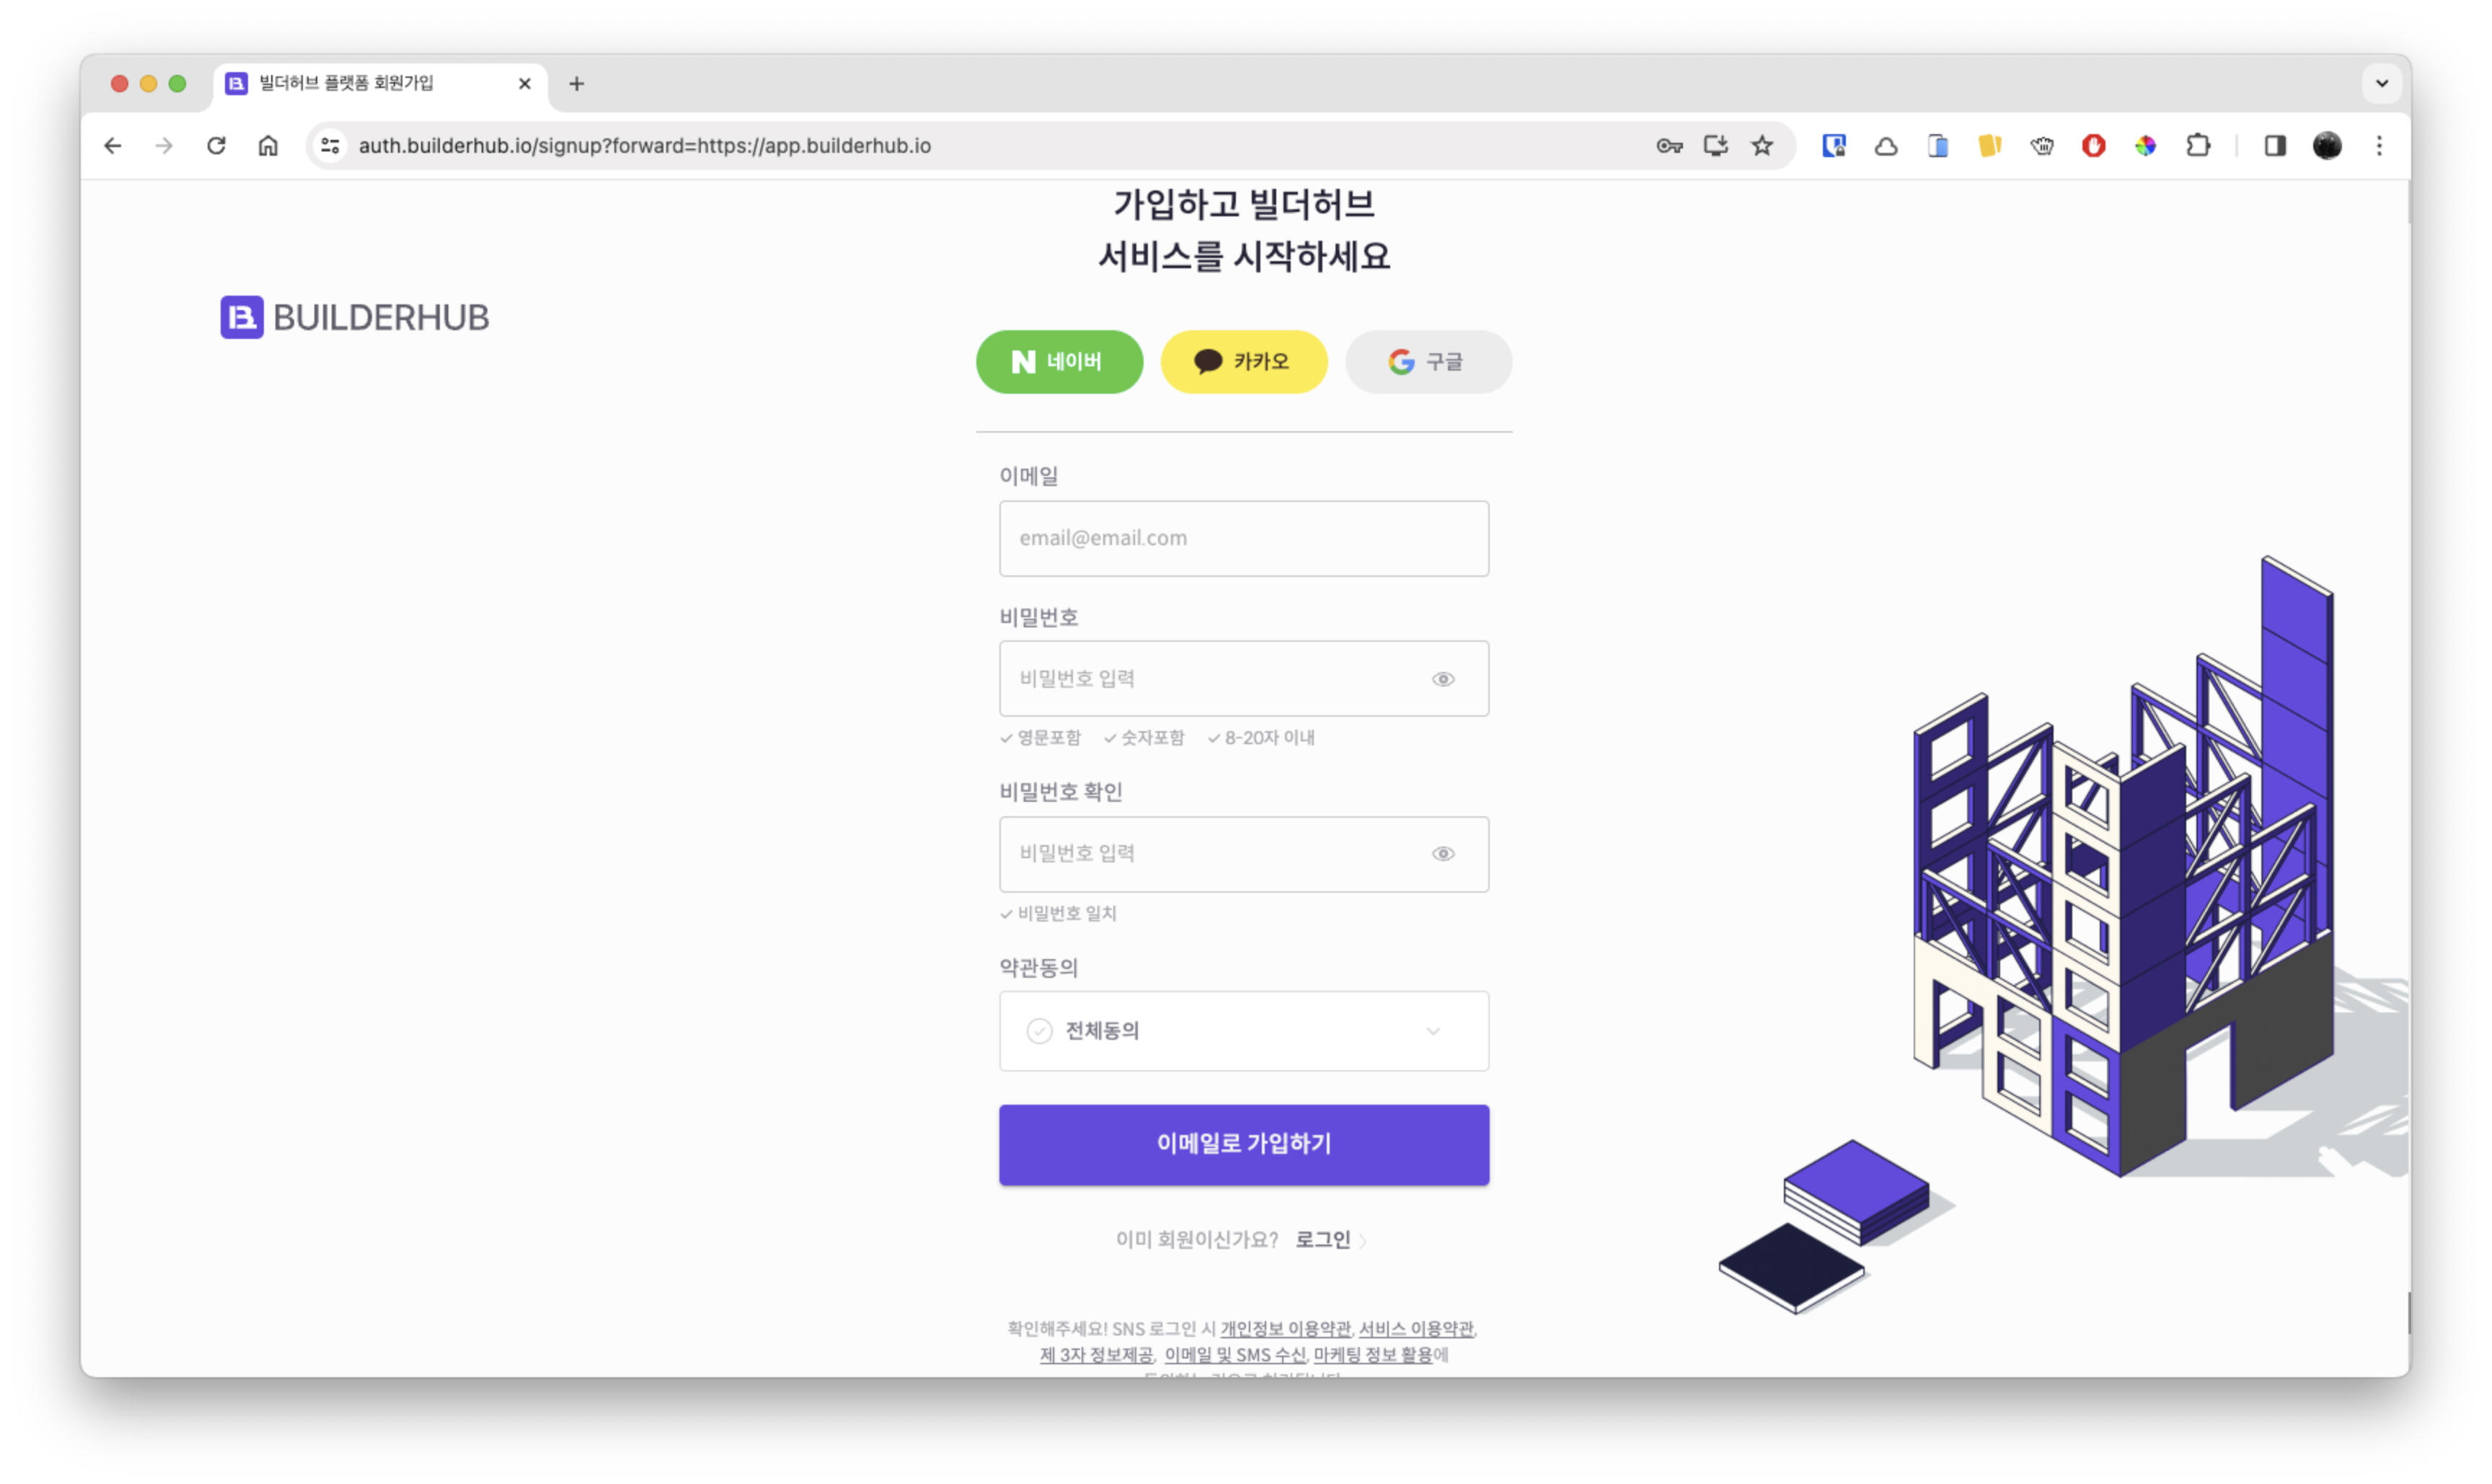 빌더허브 플랫폼 회원가입
auth.builderhub.io/signup?forward=https://app.builderhub.io
가입하고 빌더허브
서비스를 시작하세요
BUILDERHUB
네이버 카카오 구글
이메일
email@email.com
비밀번호
비밀번호 입력
영문포함 숫자포함 8-20자 이내
비밀번호 확인
비밀번호 입력
비밀번호 일치
약관동의
전체동의
이메일로 가입하기
이미 회원이신가요? 로그인
확인해주세요! SNS 로그인 시 개인정보 이용약관, 서비스 이용약관,
제 3자 정보제공, 이메일 및 SMS 수신, 마케팅 정보 활용에